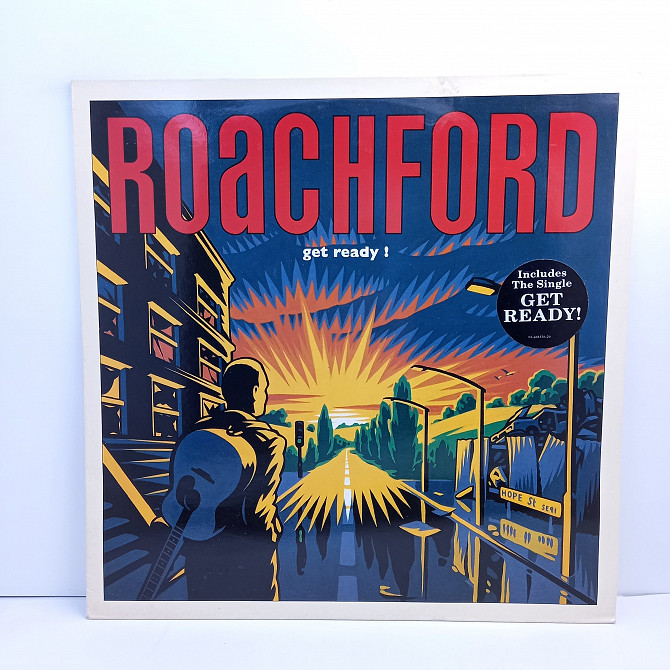 ROaCHFORD
get ready !
Includes
The Single
GET
READY!
HOPE St SE91